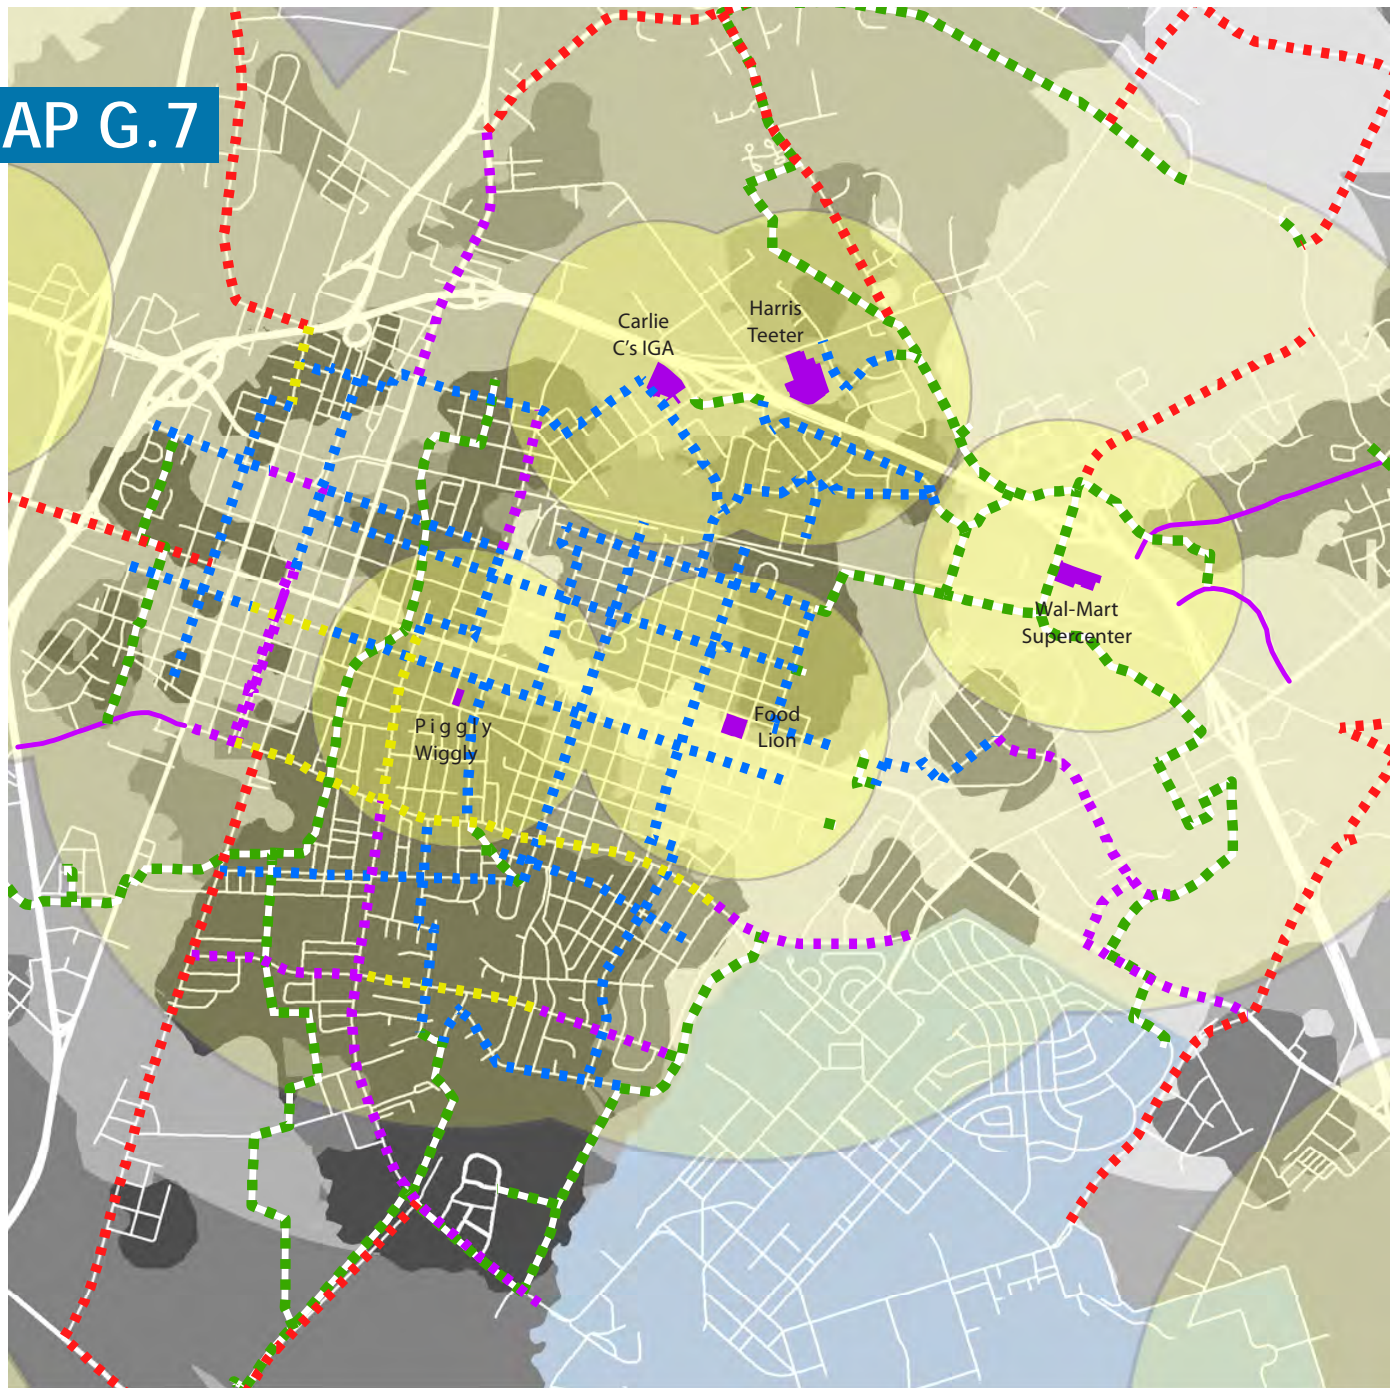 AP G.7
Harris
Teeter
Carlie
C's IGA
Wal-Mart
Supercenter
Piggly
Wiggly
Food
Lion